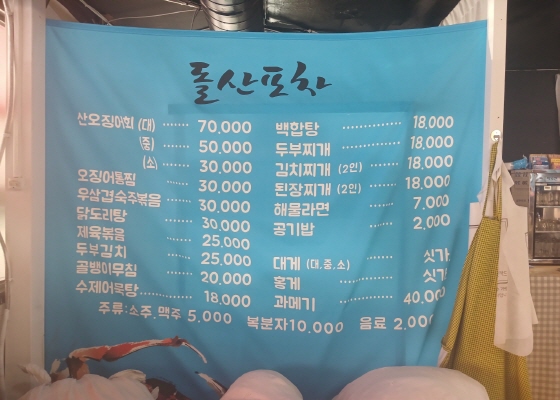 돌산포차
산오징어회 (대) ······ 70,000
(중) ······ 50,000
(소) ······ 30,000
오징어통찜 ······ 30,000
우삼겹숙주볶음 ······ 30,000
닭도리탕 ······ 30,000
제육볶음 ······ 25,000
두부김치 ······ 25,000
골뱅이무침 ······ 20,000
수제어묵탕 ······ 18,000
백합탕 ······ 18,000
두부찌개 ······ 18,000
김치찌개 (2인) ······ 18,000
된장찌개 (2인) ······ 18,000
해물라면 ······ 7,000
공기밥 ······ 2,000
대게 (대,중,소) ······ 싯가
홍게 ······ 싯가
과메기 ······ 40,000
주류:소주.맥주 5,000 복분자10,000 음료 2,000